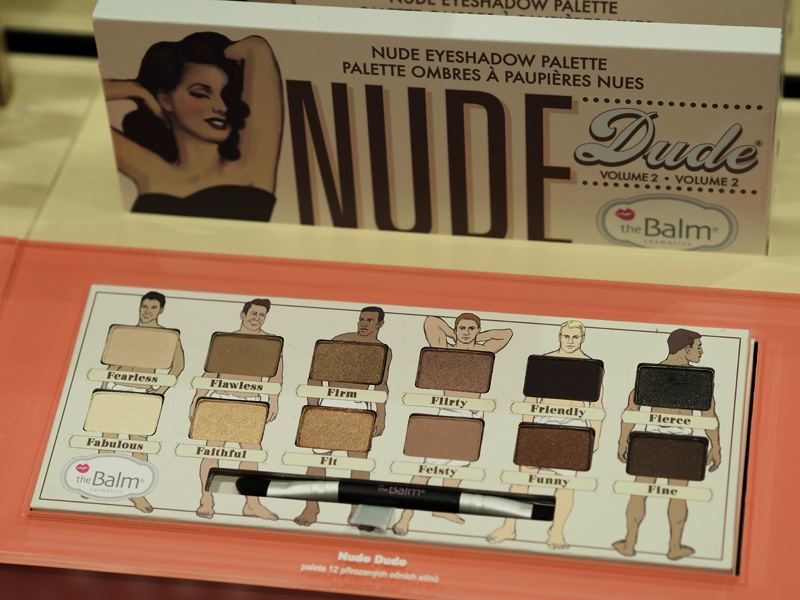 NUDE EYESHADOW PALETTE
NUDE EYESHADOW PALETTE
PALETTE OMBRES À PAUPIÈRES NUES
NUDE
Dude®
VOLUME 2 • VOLUME 2
theBalm®
cosmetics
Fearless
Flawless
Firm
Flirty
Friendly
Fierce
Fabulous
Faithful
Fit
Feisty
Funny
Fine
theBalm®
cosmetics
theBalm®
Nude Dude
paleta 12 přirozených očních stínů